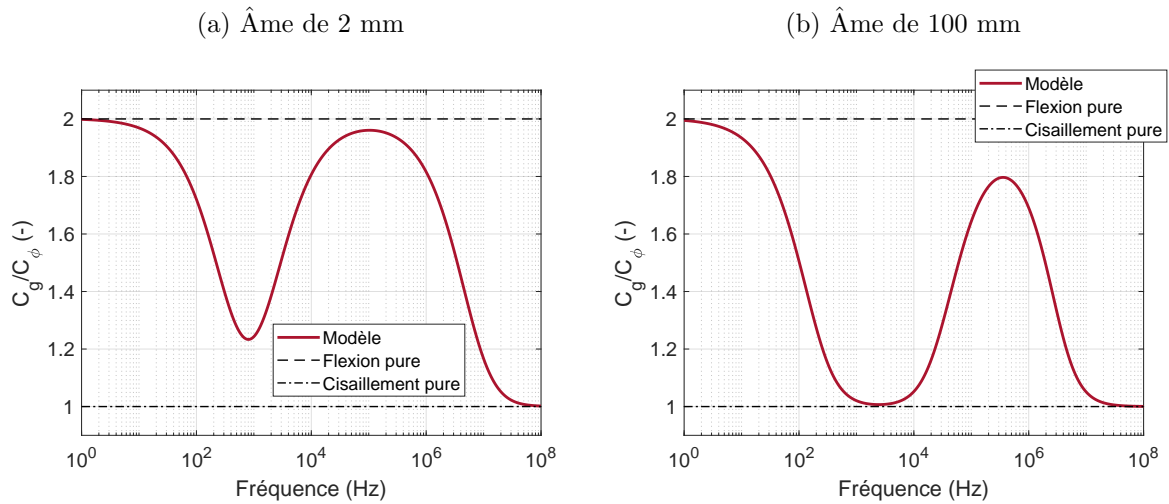 (a) Âme de 2 mm
2
1.8
1.6
1.4
1.2
1
C_g/C_ϕ (-)
Modèle
Flexion pure
Cisaillement pure
10^0
10^2
10^4
10^6
10^8
Fréquence (Hz)
(b) Âme de 100 mm
Modèle
Flexion pure
Cisaillement pure
2
1.8
1.6
1.4
1.2
1
C_g/C_ϕ (-)
10^0
10^2
10^4
10^6
10^8
Fréquence (Hz)